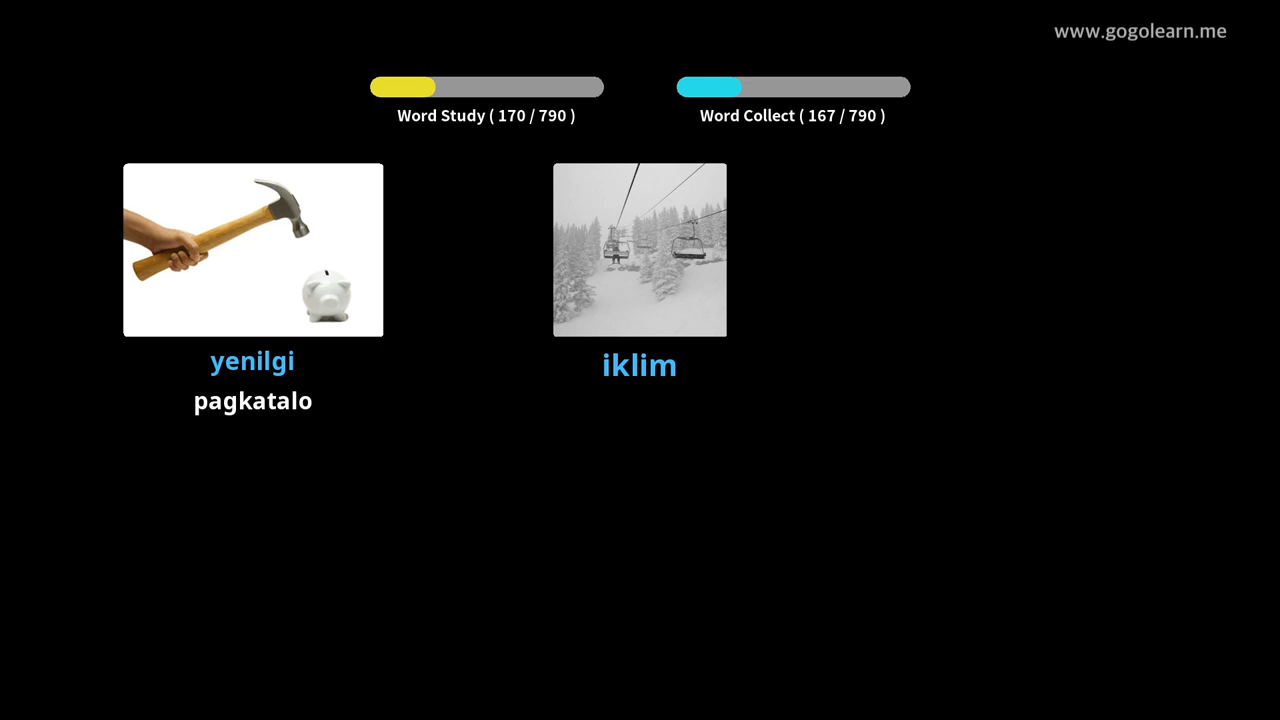 www.gogolearn.me
Word Study ( 170 / 790 )
Word Collect ( 167 / 790 )
yenilgi
pagkatalo
iklim